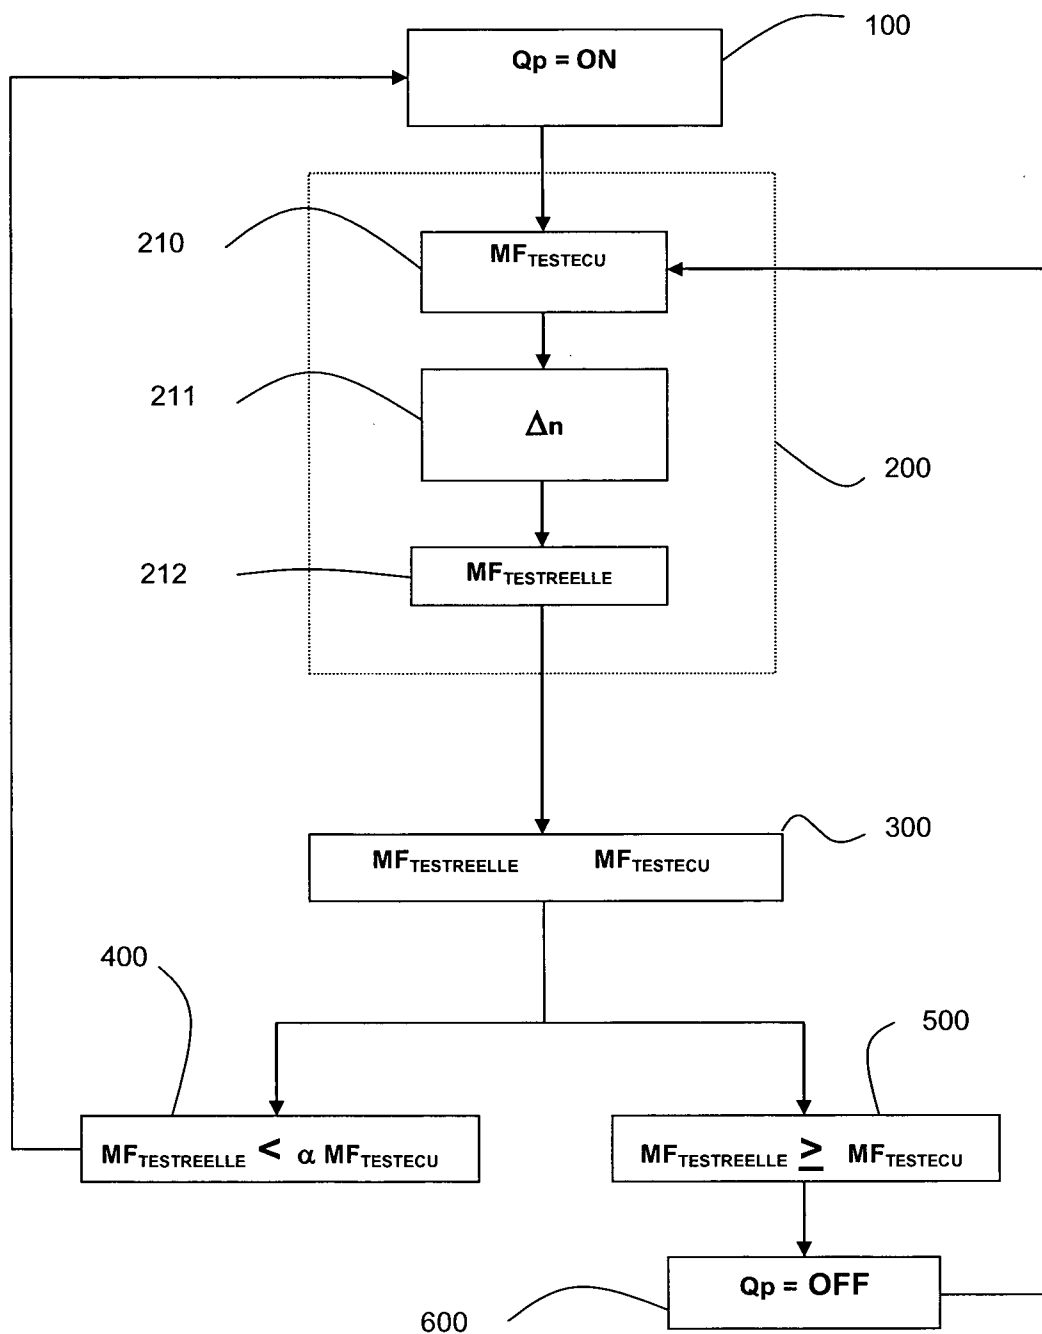 100
Qp = ON
210
MFTESTECU
211
Δn
200
212
MFTESTREELLE
300
MFTESTREELLE MFTESTECU
400
500
MFTESTREELLE < α MFTESTECU
MFTESTREELLE ≥ MFTESTECU
Qp = OFF
600